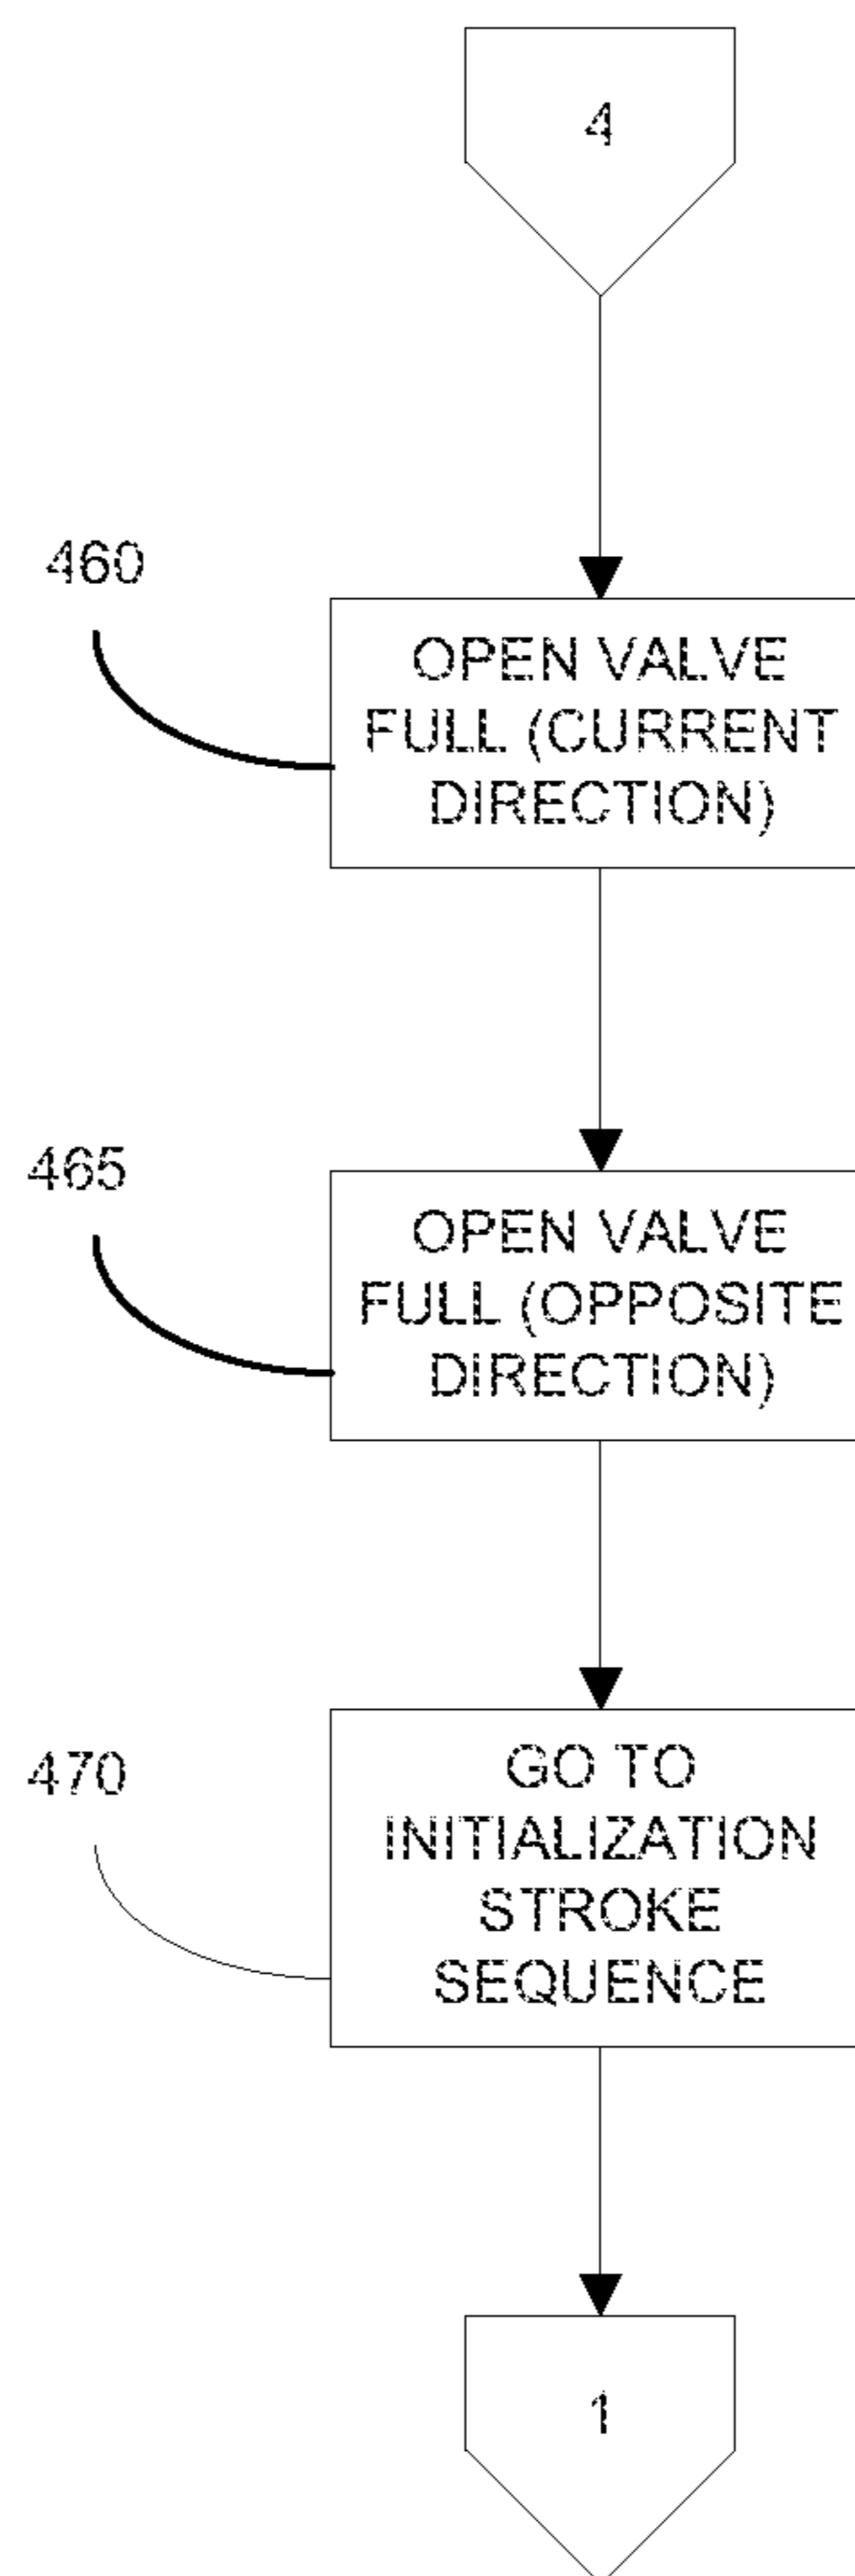 4
460
OPEN VALVE
FULL (CURRENT
DIRECTION)
465
OPEN VALVE
FULL (OPPOSITE
DIRECTION)
470
GO TO
INITIALIZATION
STROKE
SEQUENCE
1